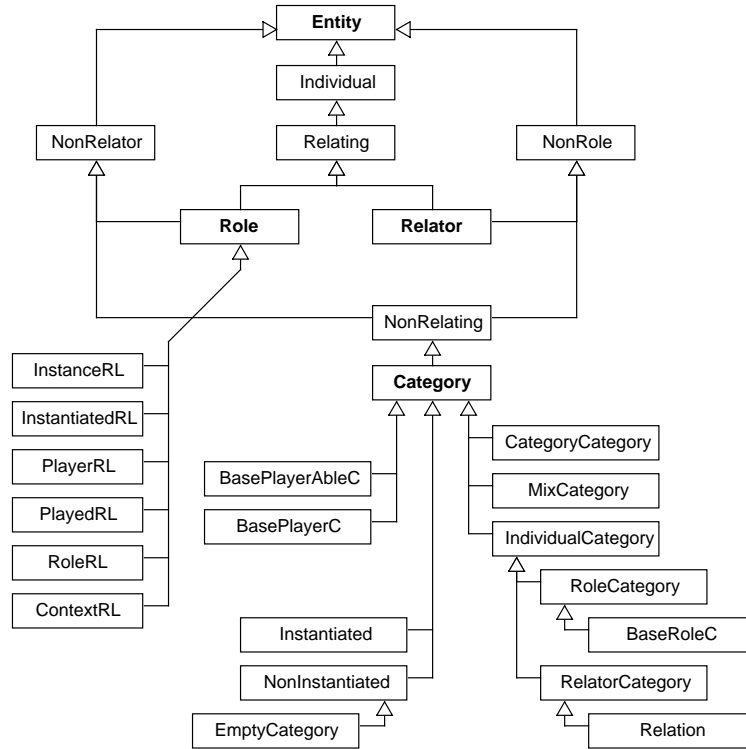 Entity
Individual
NonRelator
Relating
NonRole
Role
Relator
NonRelating
InstanceRL
Category
InstantiatedRL
CategoryCategory
PlayerRL
BasePlayerAbleC
MixCategory
PlayedRL
BasePlayerC
IndividualCategory
RoleRL
RoleCategory
ContextRL
Instantiated
BaseRoleC
NonInstantiated
RelatorCategory
EmptyCategory
Relation